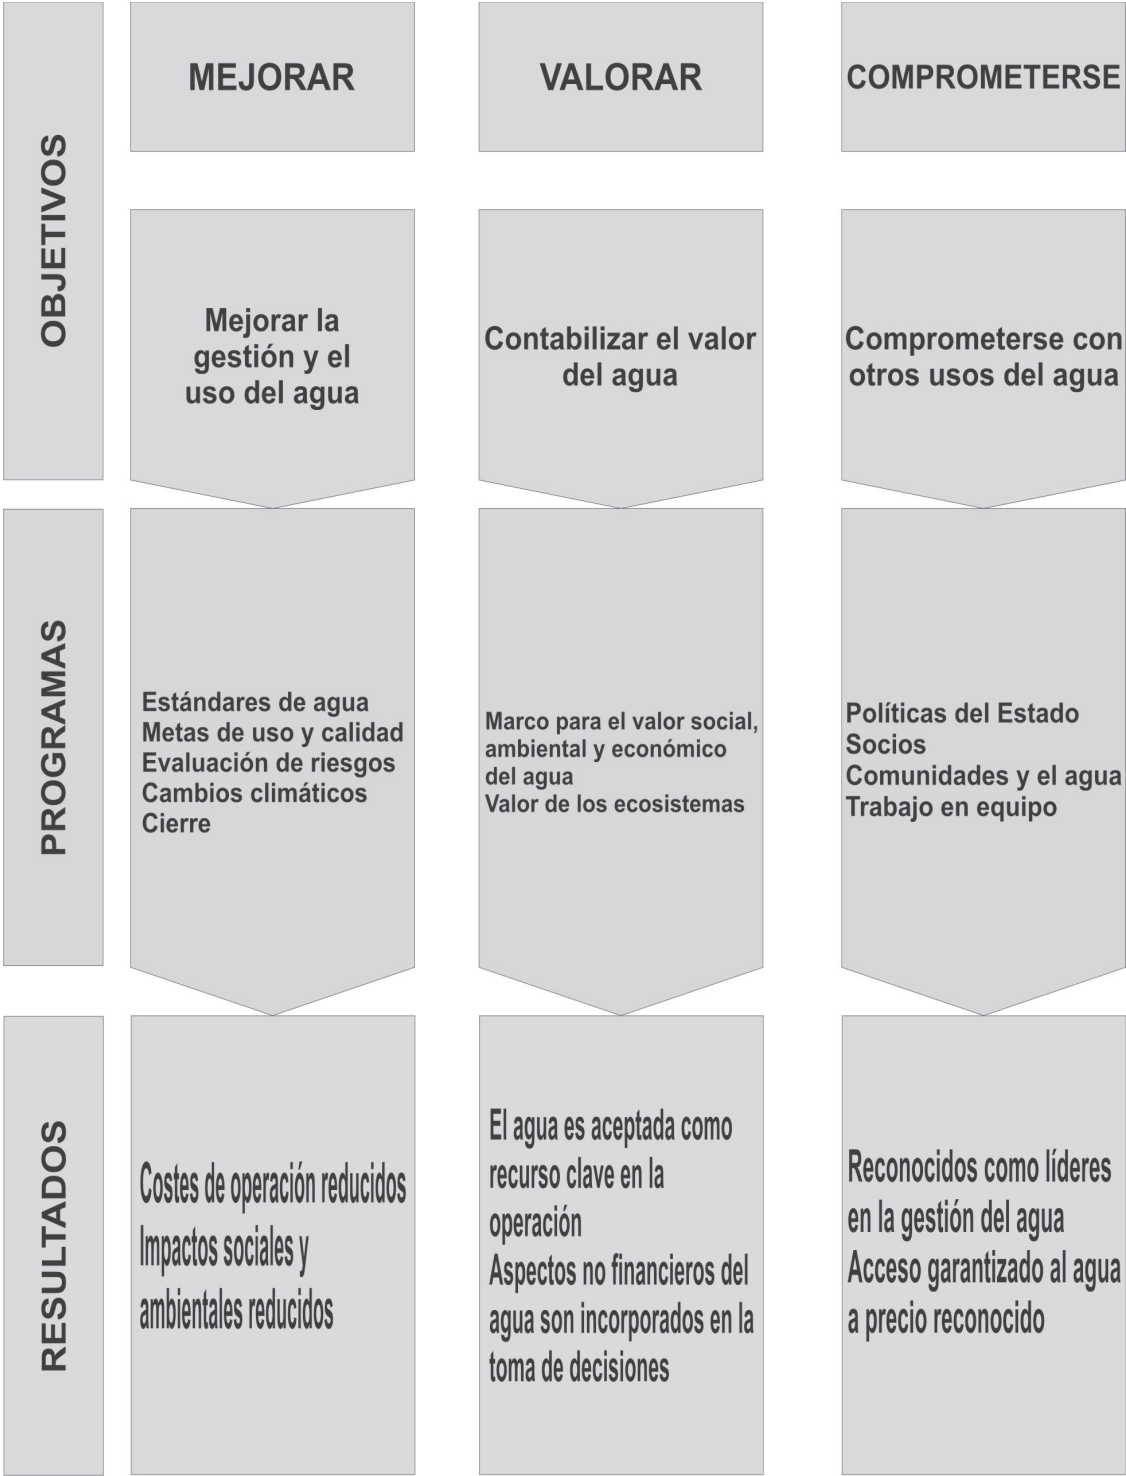 OBJETIVOS
MEJORAR
VALORAR
COMPROMETERSE
Mejorar la
gestión y el
uso del agua
Contabilizar el valor
del agua
Comprometerse con
otros usos del agua
PROGRAMAS
Estándares de agua
Metas de uso y calidad
Evaluación de riesgos
Cambios climáticos
Cierre
Marco para el valor social,
ambiental y económico
del agua
Valor de los ecosistemas
Políticas del Estado
Socios
Comunidades y el agua
Trabajo en equipo
RESULTADOS
Costes de operación reducidos
Impactos sociales y
ambientales reducidos
El agua es aceptada como
recurso clave en la
operación
Aspectos no financieros del
agua son incorporados en la
toma de decisiones
Reconocidos como líderes
en la gestión del agua
Acceso garantizado al agua
a precio reconocido